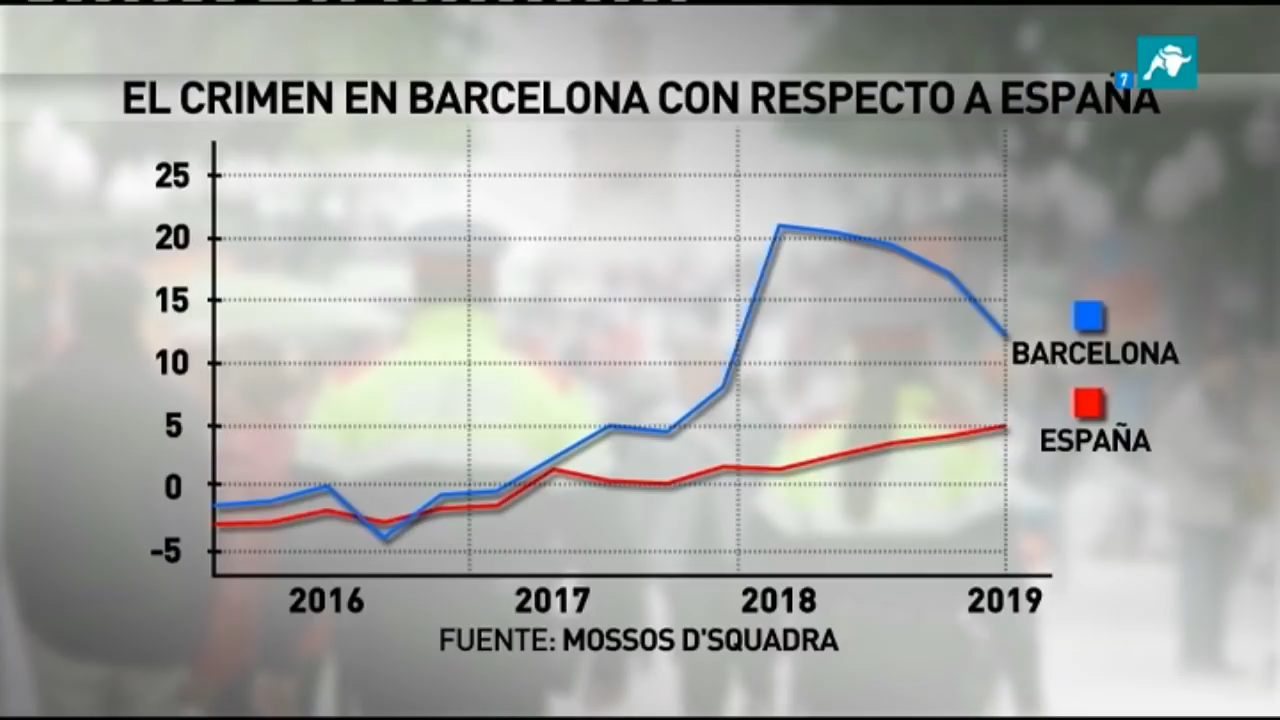 7
EL CRIMEN EN BARCELONA CON RESPECTO A ESPAÑA
25
20
15
10
5
0
-5
BARCELONA
ESPAÑA
2016 2017 2018 2019
FUENTE: MOSSOS D'SQUADRA